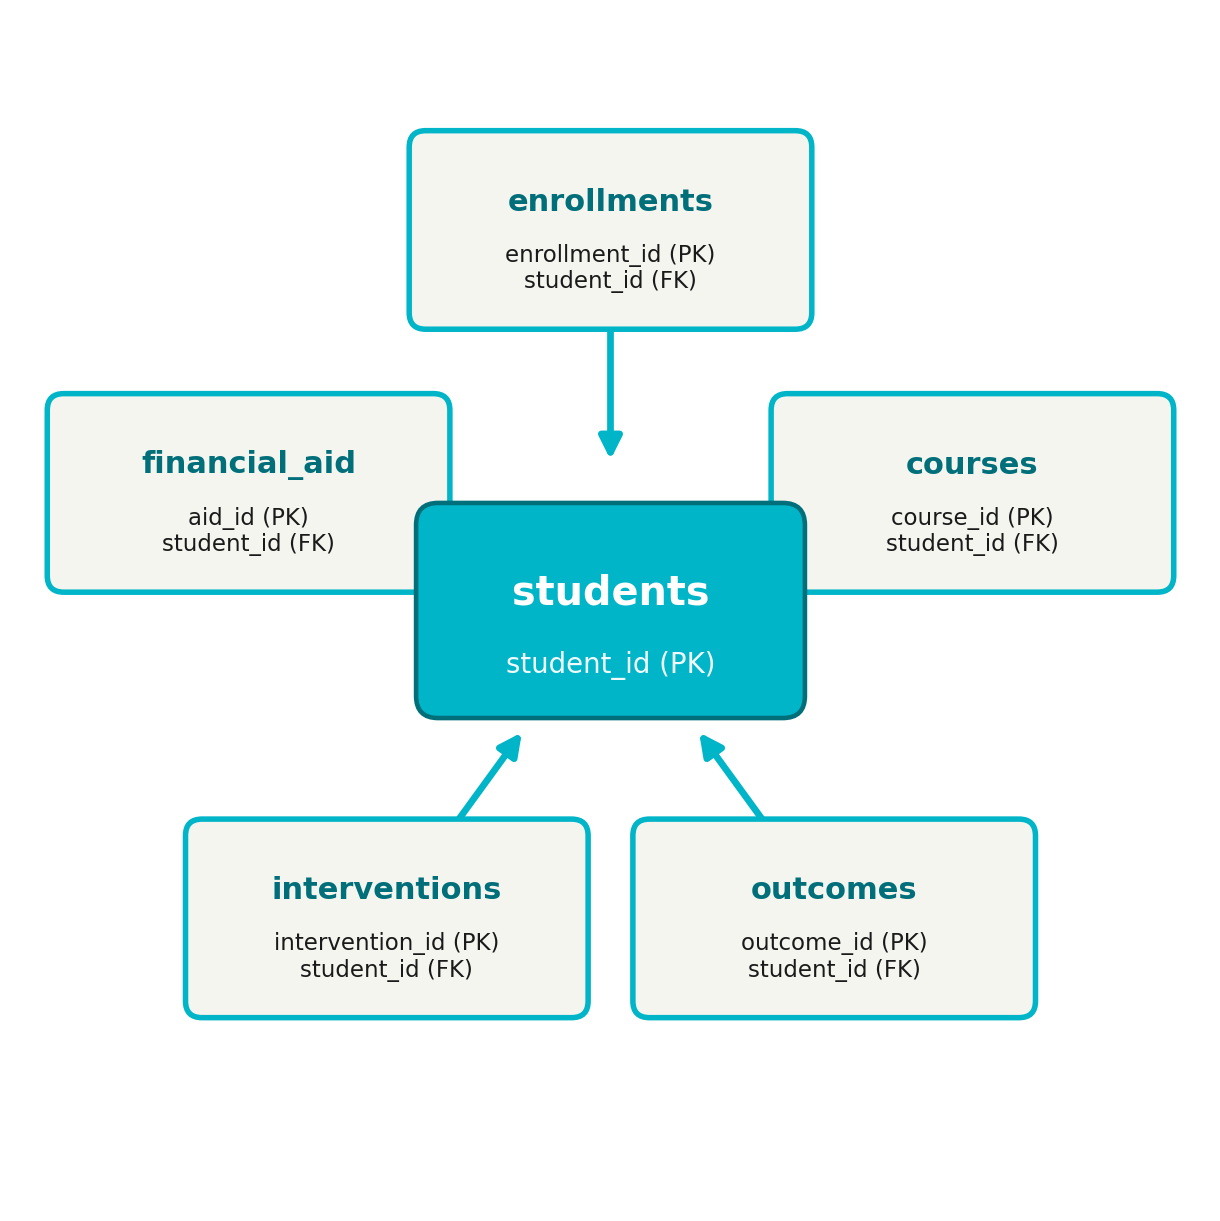 enrollments
enrollment_id (PK)
student_id (FK)
financial_aid
aid_id (PK)
student_id (FK)
courses
course_id (PK)
student_id (FK)
students
student_id (PK)
interventions
intervention_id (PK)
student_id (FK)
outcomes
outcome_id (PK)
student_id (FK)